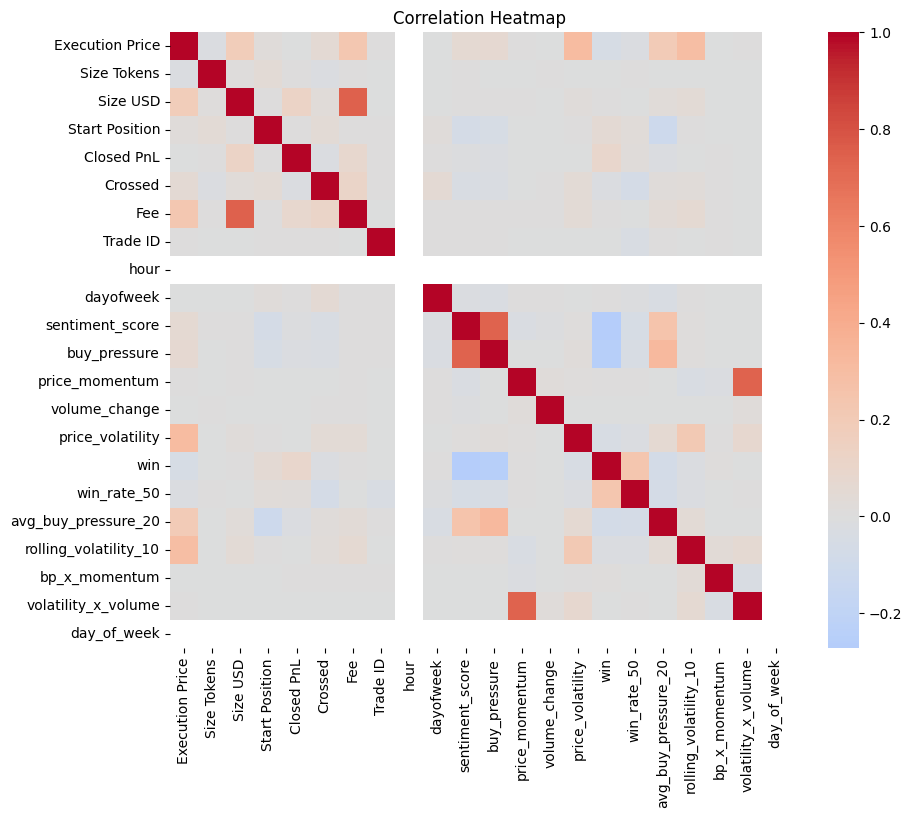 Correlation Heatmap
Execution Price
Size Tokens
Size USD
Start Position
Closed PnL
Crossed
Fee
Trade ID
hour
dayofweek
sentiment_score
buy_pressure
price_momentum
volume_change
price_volatility
win
win_rate_50
avg_buy_pressure_20
rolling_volatility_10
bp_x_momentum
volatility_x_volume
day_of_week
Execution Price
Size Tokens
Size USD
Start Position
Closed PnL
Crossed
Fee
Trade ID
hour
dayofweek
sentiment_score
buy_pressure
price_momentum
volume_change
price_volatility
win
win_rate_50
avg_buy_pressure_20
rolling_volatility_10
bp_x_momentum
volatility_x_volume
day_of_week
1.0
0.8
0.6
0.4
0.2
0.0
−0.2